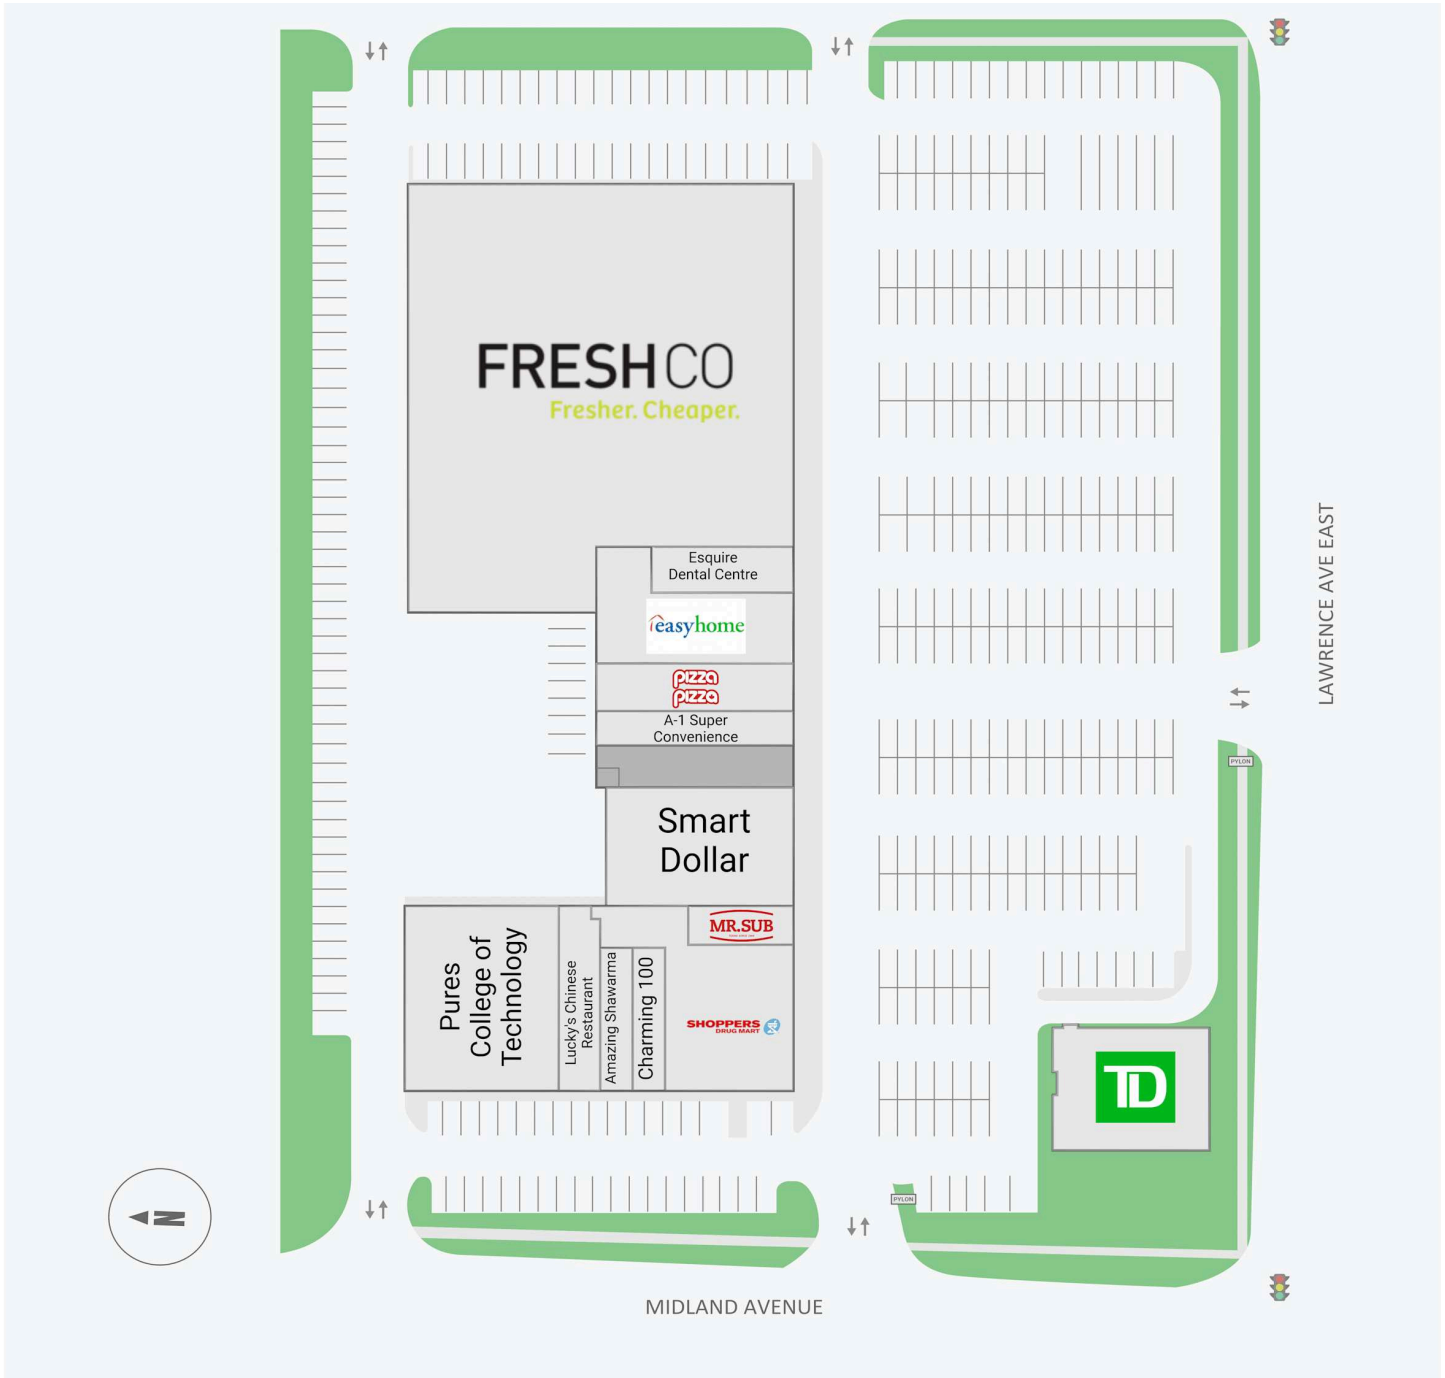 FRESHCO
Fresher. Cheaper.
Esquire
Dental Centre
easyhome
pizza
pizza
A-1 Super
Convenience
Smart
Dollar
MR.SUB
Pures
College of
Technology
Lucky's Chinese
Restaurant
Amazing Shawarma
Charming 100
SHOPPERS
DRUG MART
TD
PYLON
PYLON
LAWRENCE AVE EAST
MIDLAND AVENUE
N